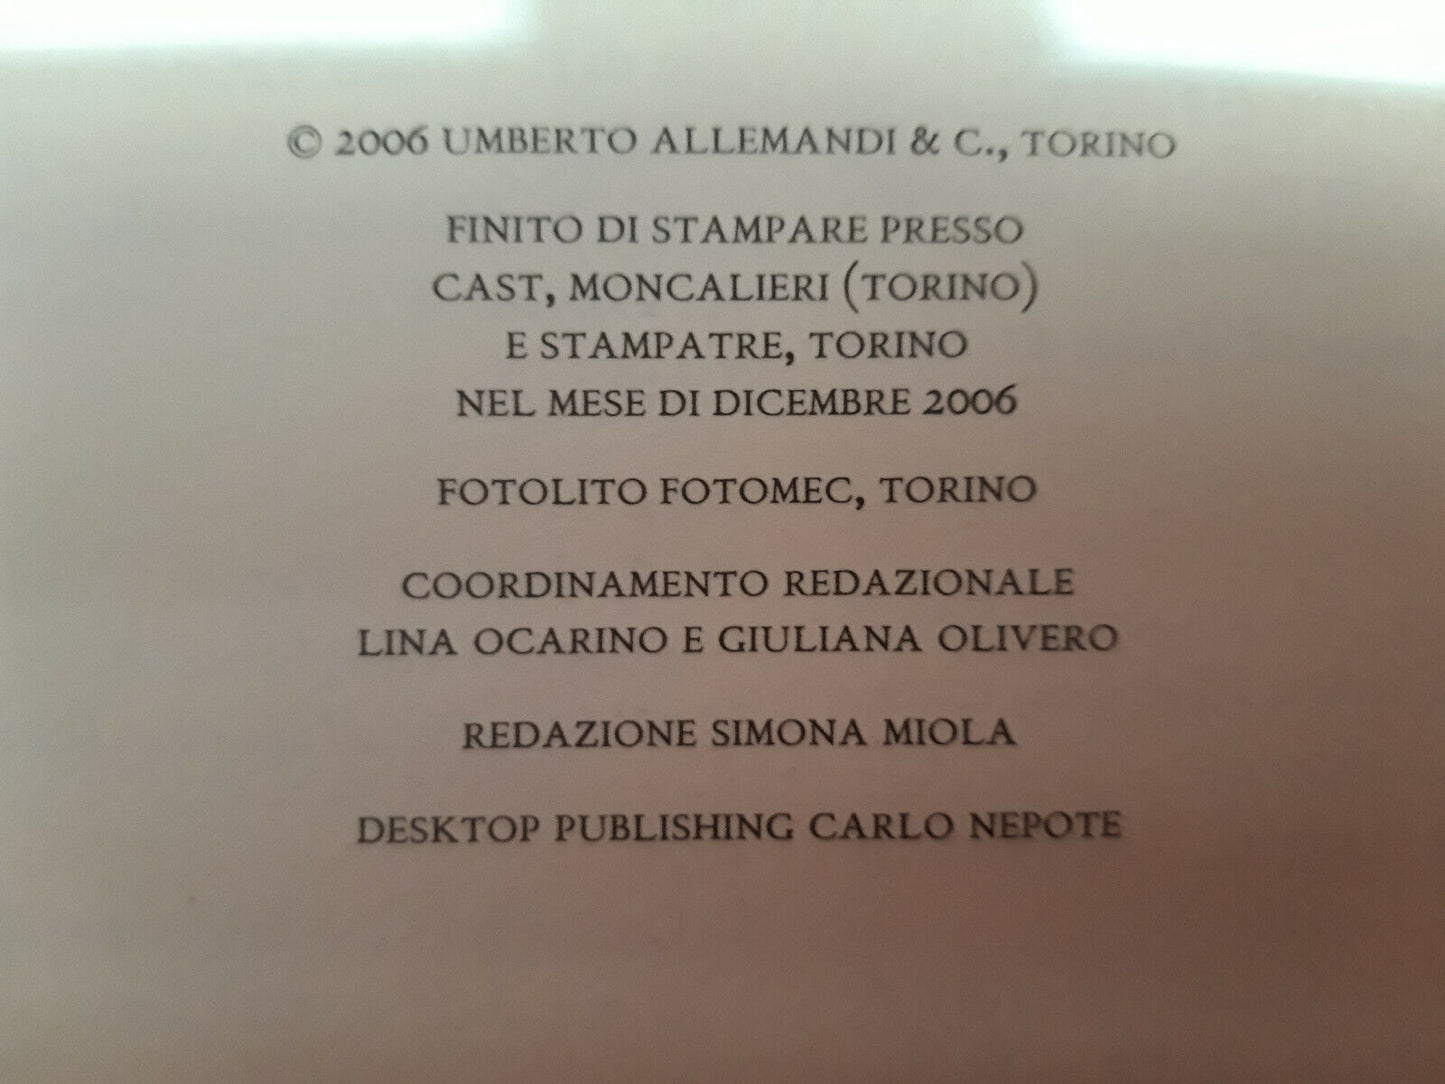 © 2006 UMBERTO ALLEMANDI & C., TORINO
FINITO DI STAMPARE PRESSO
CAST, MONCALIERI (TORINO)
E STAMPATRE, TORINO
NEL MESE DI DICEMBRE 2006
FOTOLITO FOTOMEC, TORINO
COORDINAMENTO REDAZIONALE
LINA OCARINO E GIULIANA OLIVERO
REDAZIONE SIMONA MIOLA
DESKTOP PUBLISHING CARLO NEPOTE